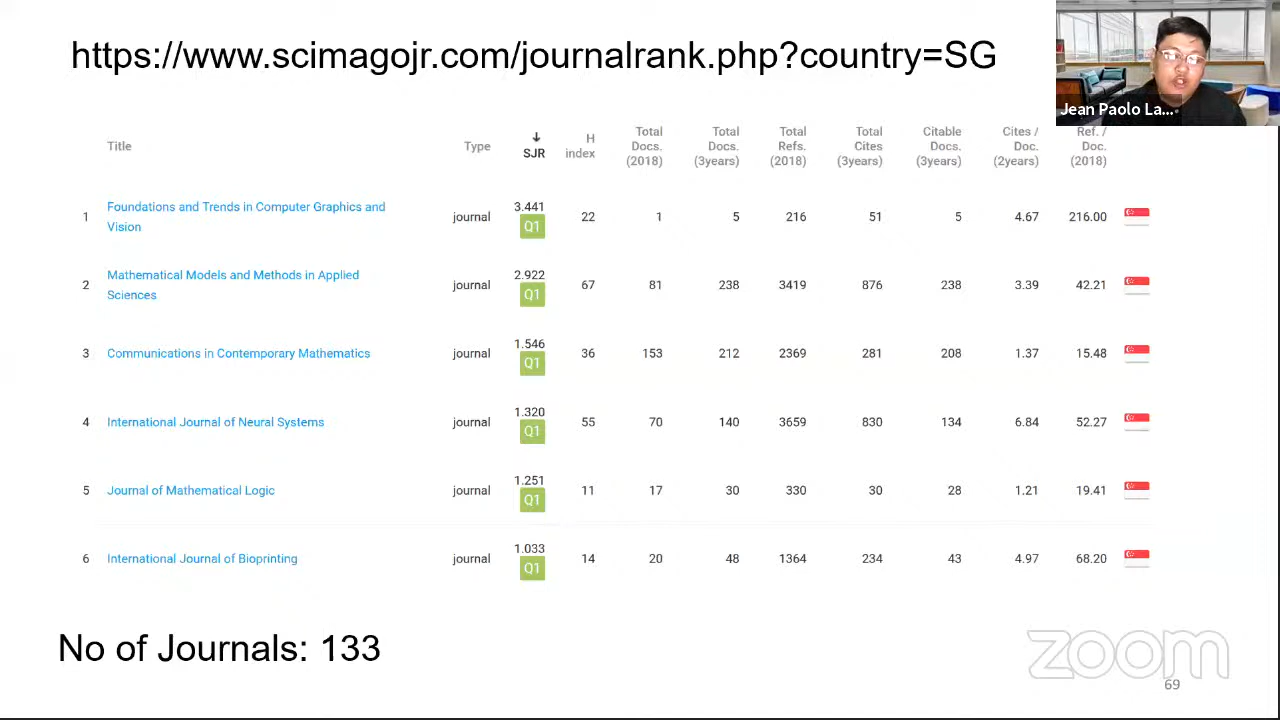 https://www.scimagojr.com/journalrank.php?country=SG
Jean Paolo La...
Title Type ↓ SJR H index Total Docs. (2018) Total Docs. (3years) Total Refs. (2018) Total Cites (3years) Citable Docs. (3years) Cites / Doc. (2years) Ref. / Doc. (2018)
1 Foundations and Trends in Computer Graphics and Vision journal 3.441 Q1 22 1 5 216 51 5 4.67 216.00
2 Mathematical Models and Methods in Applied Sciences journal 2.922 Q1 67 81 238 3419 876 238 3.39 42.21
3 Communications in Contemporary Mathematics journal 1.546 Q1 36 153 212 2369 281 208 1.37 15.48
4 International Journal of Neural Systems journal 1.320 Q1 55 70 140 3659 830 134 6.84 52.27
5 Journal of Mathematical Logic journal 1.251 Q1 11 17 30 330 30 28 1.21 19.41
6 International Journal of Bioprinting journal 1.033 Q1 14 20 48 1364 234 43 4.97 68.20
No of Journals: 133
zoom
69